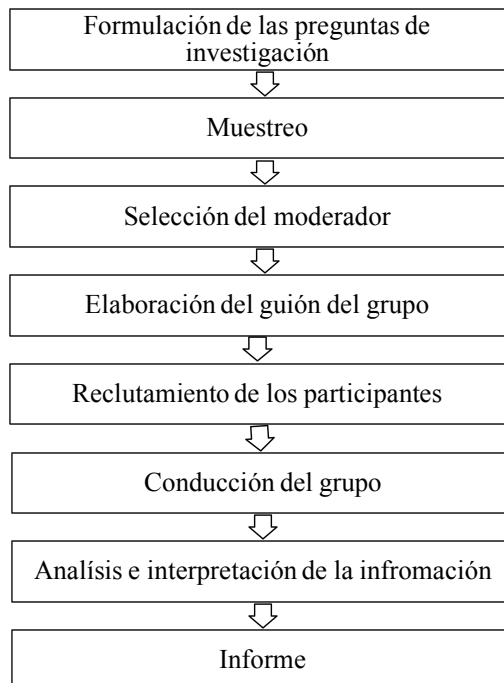 Formulación de las preguntas de
investigación
Muestreo
Selección del moderador
Elaboración del guión del grupo
Reclutamiento de los participantes
Conducción del grupo
Analísis e interpretación de la infromación
Informe